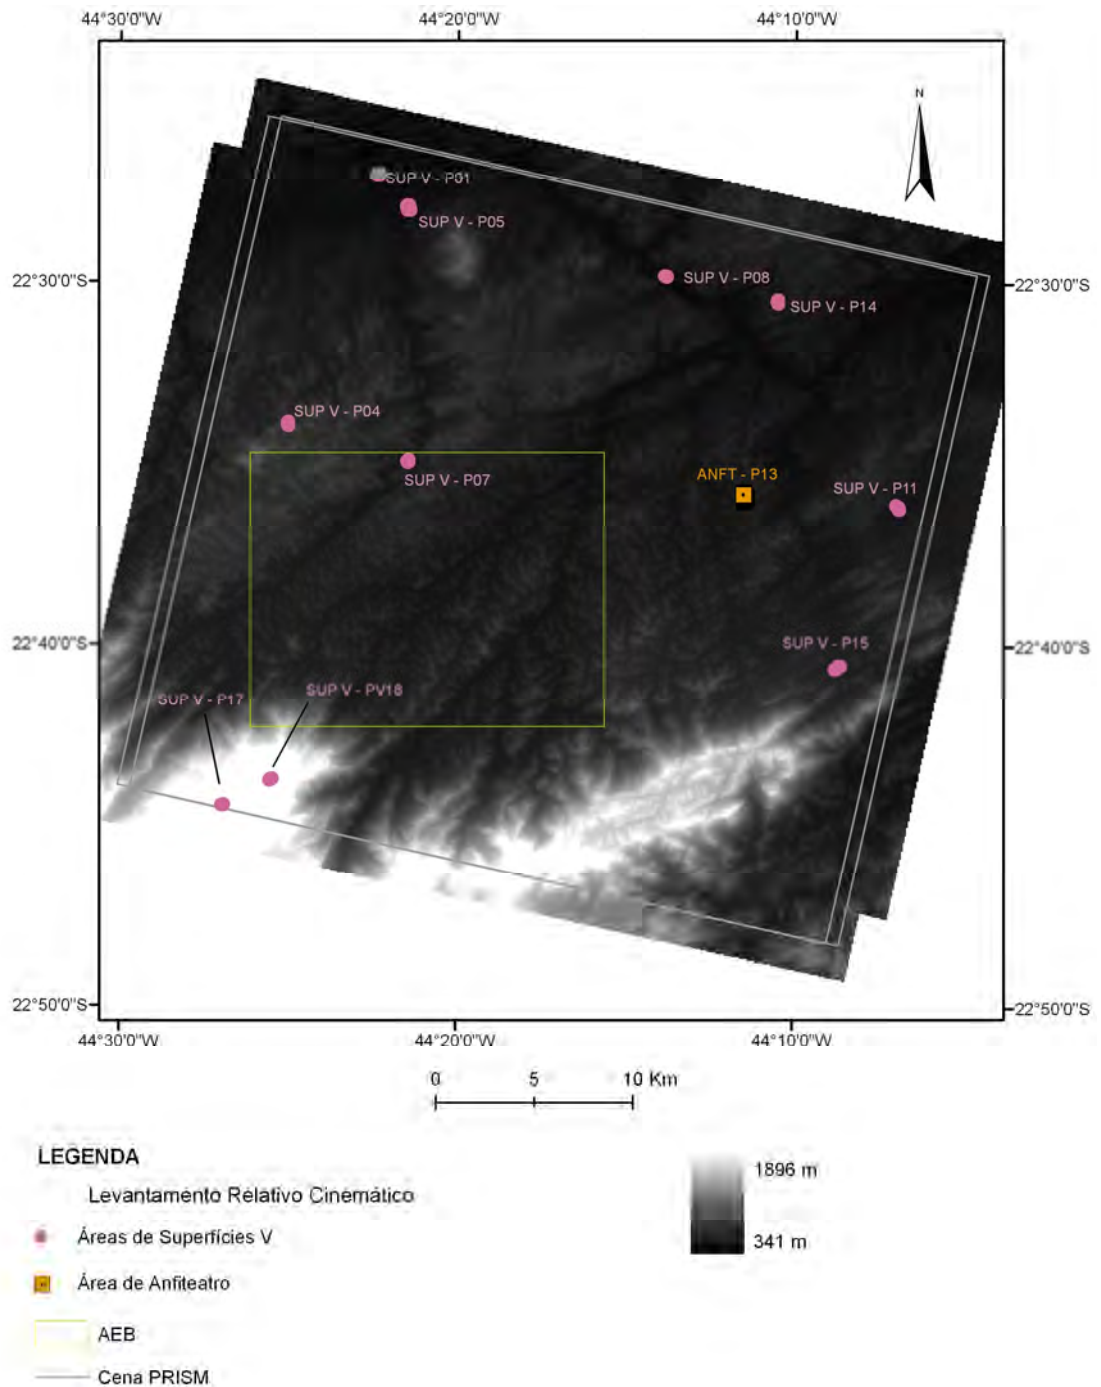 44°30'0"W 44°20'0"W 44°10'0"W
N
SUP V - P01
SUP V - P05
22°30'0"S 22°30'0"S
SUP V - P08
SUP V - P14
SUP V - P04
SUP V - P07
ANFT - P13
SUP V - P11
22°40'0"S 22°40'0"S
SUP V - P15
SUP V - P17
SUP V - PV18
22°50'0"S 22°50'0"S
44°30'0"W 44°20'0"W 44°10'0"W
0 5 10 Km
LEGENDA
Levantamento Relativo Cinemático
Áreas de Superfícies V
Área de Anfiteatro
AEB
Cena PRISM
1896 m
341 m